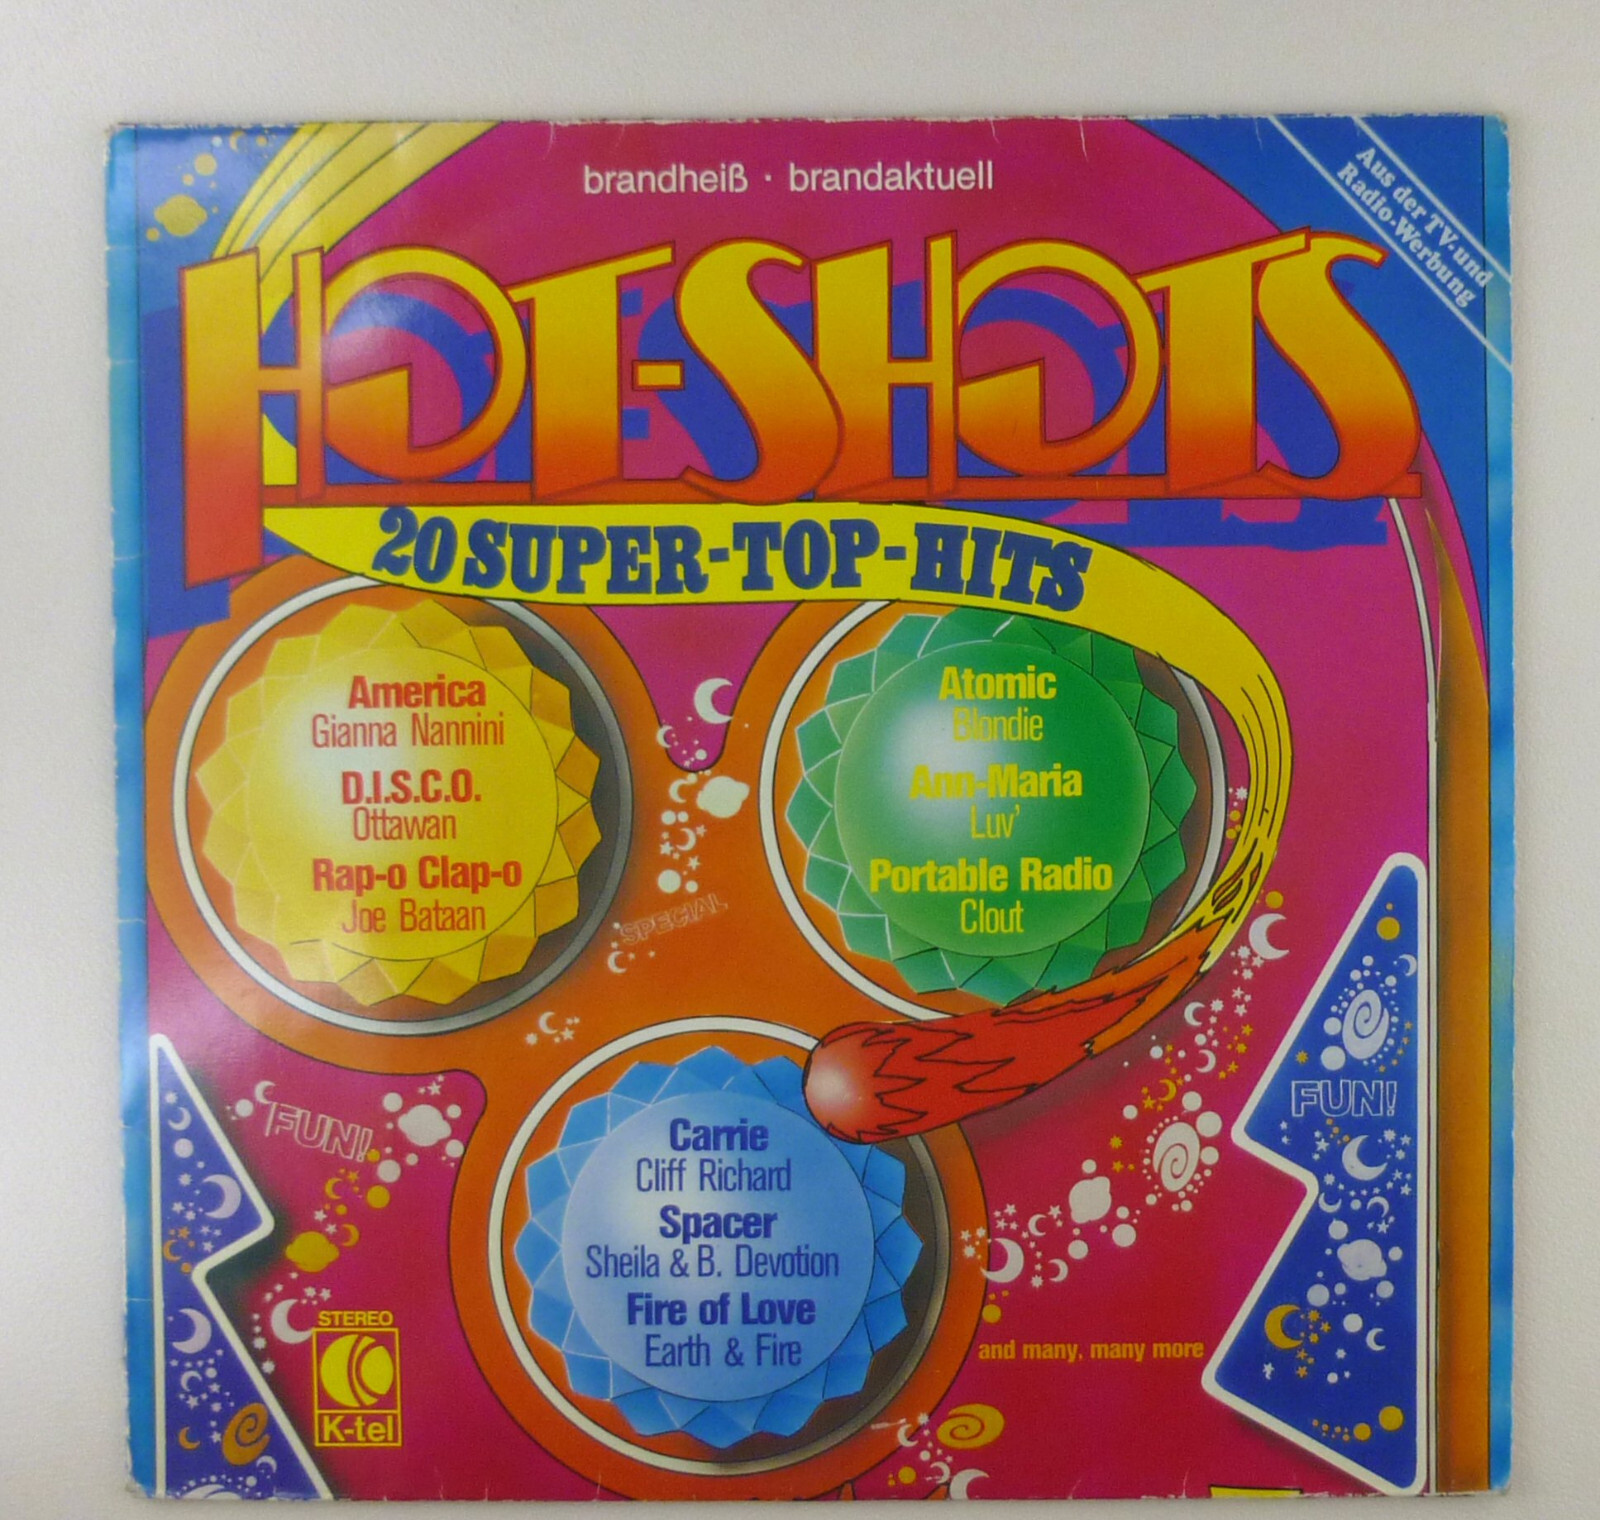 brandheiß · brandaktuell
Aus der TV-und
Radio-Werbung
HOT-SHOTS
20 SUPER-TOP-HITS
America
Gianna Nannini
D.I.S.C.O.
Ottawan
Rap-o Clap-o
Joe Bataan
Atomic
Blondie
Ann-Maria
Luv'
Portable Radio
Clout
SPECIAL
FUN!
FUN!
Carrie
Cliff Richard
Spacer
Sheila & B. Devotion
Fire of Love
Earth & Fire
and many, many more
STEREO
K-tel